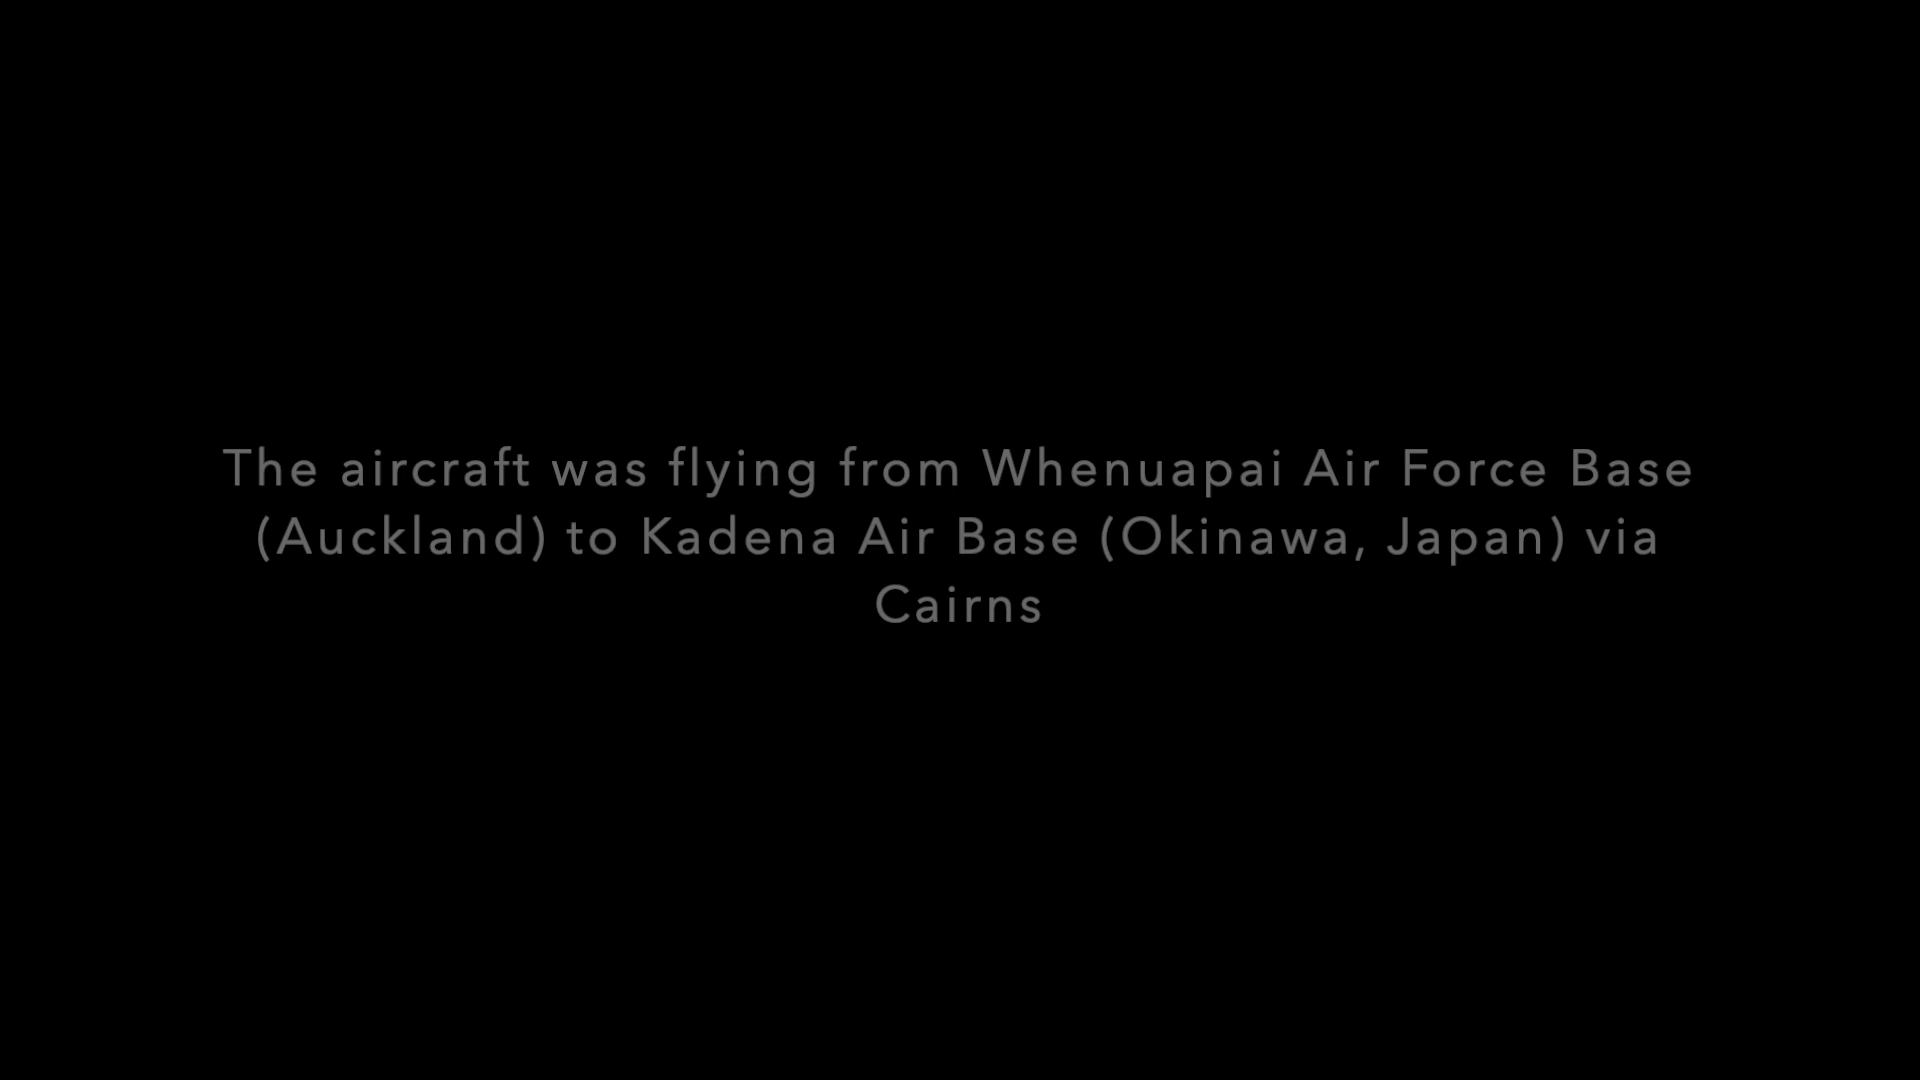 The aircraft was flying from Whenuapai Air Force Base
(Auckland) to Kadena Air Base (Okinawa, Japan) via
Cairns